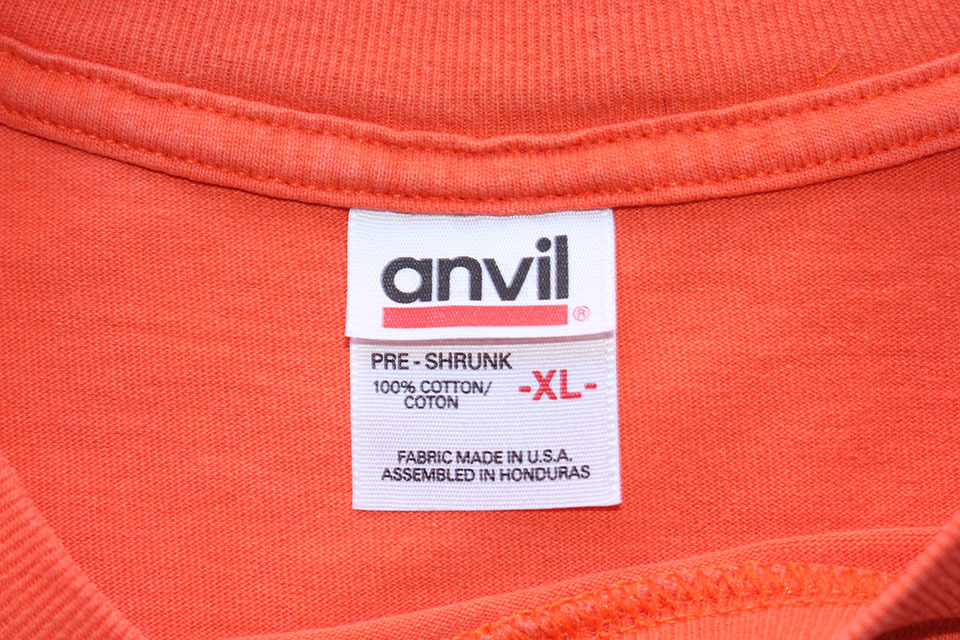 anvil®
PRE - SHRUNK
100% COTTON/
COTON
-XL-
FABRIC MADE IN U.S.A.
ASSEMBLED IN HONDURAS